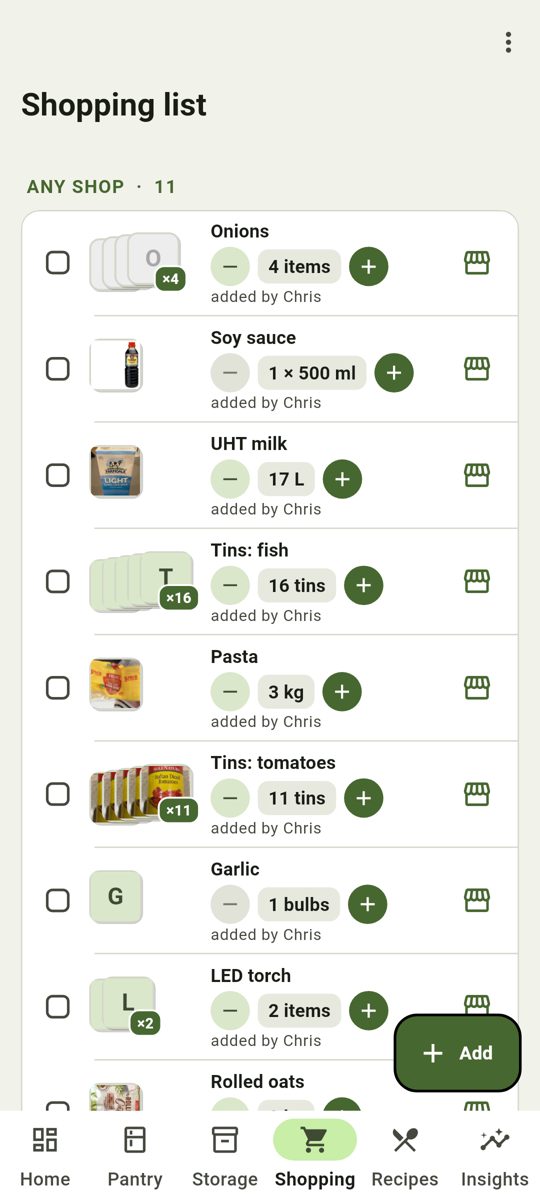 Shopping list
ANY SHOP · 11
Onions
O
×4
− 4 items +
added by Chris
Soy sauce
− 1 × 500 ml +
added by Chris
UHT milk
LIGHT
− 17 L +
added by Chris
Tins: fish
T
×16
− 16 tins +
added by Chris
Pasta
− 3 kg +
added by Chris
Tins: tomatoes
×11
− 11 tins +
added by Chris
Garlic
G
− 1 bulbs +
added by Chris
LED torch
L
×2
− 2 items +
added by Chris
+ Add
Rolled oats
Home
Pantry
Storage
Shopping
Recipes
Insights